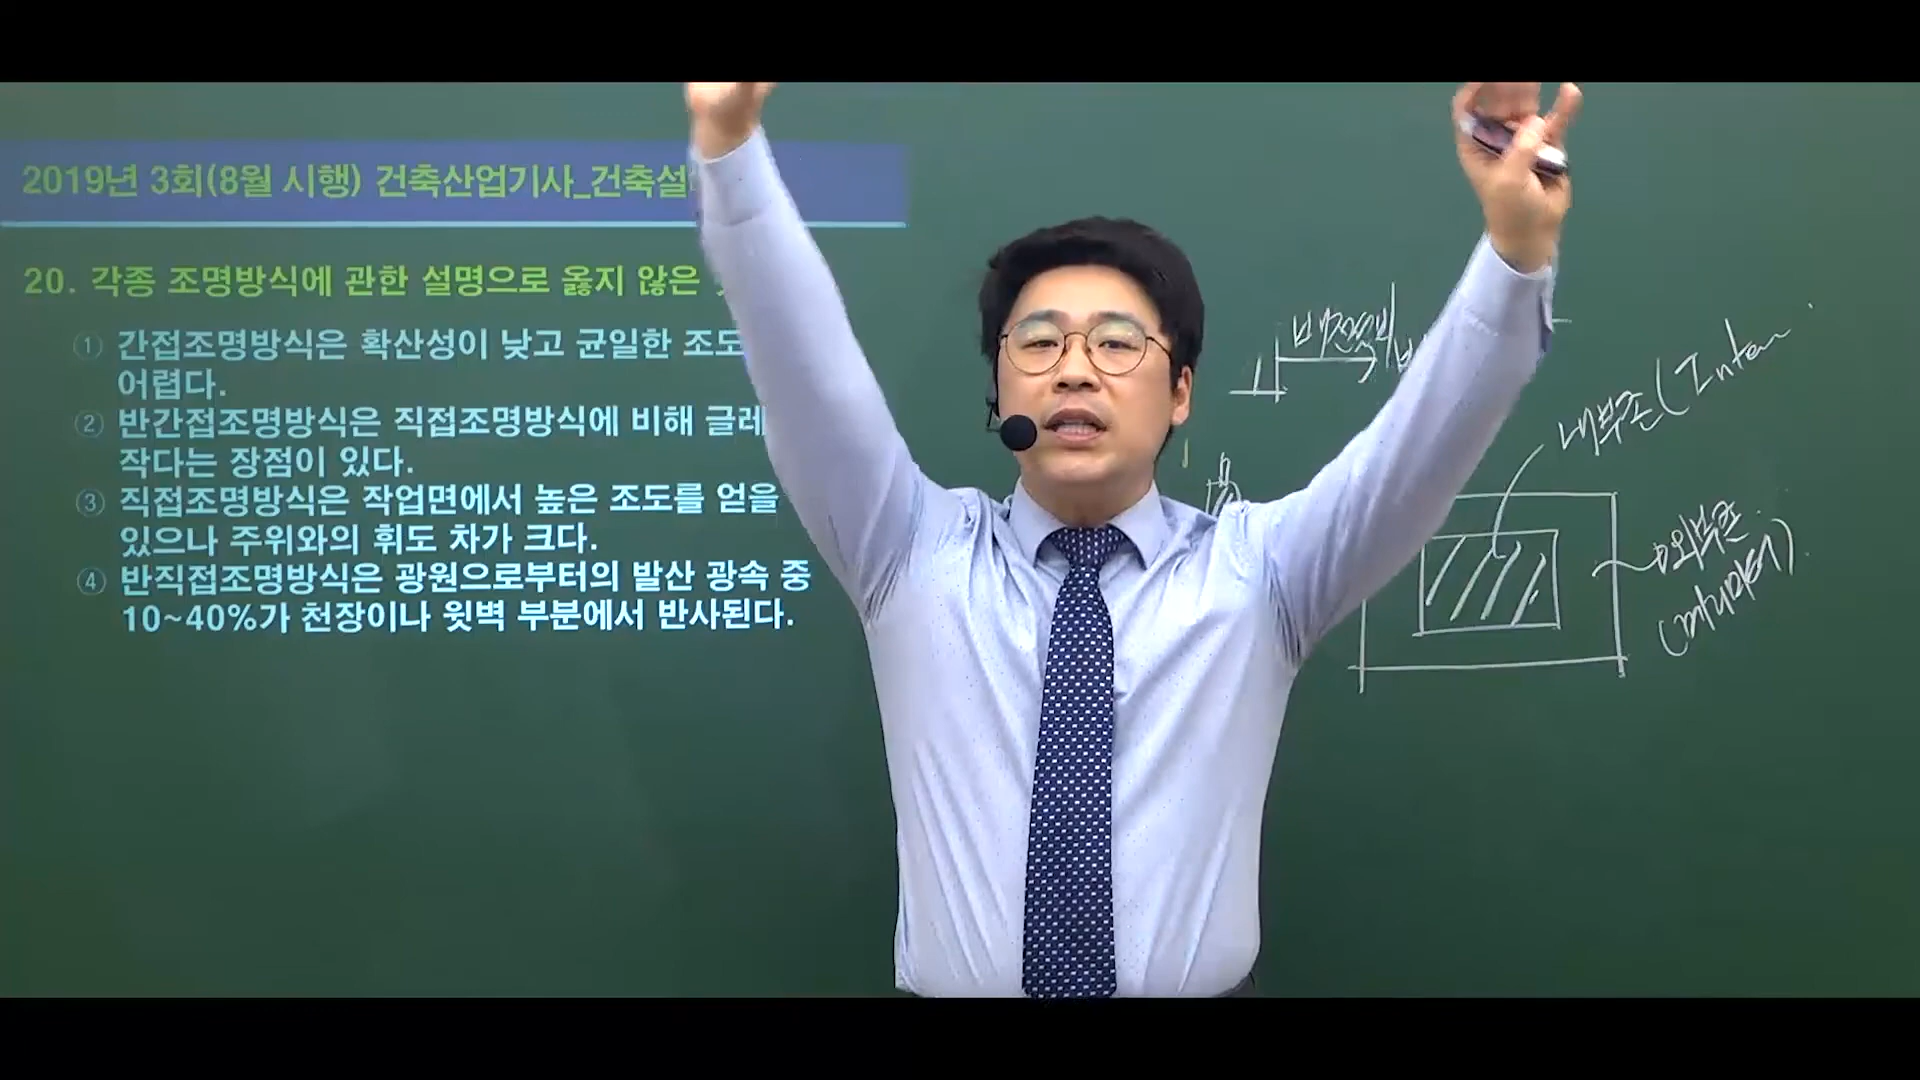 2019년 3회(8월 시행) 건축산업기사_건축설
20. 각종 조명방식에 관한 설명으로 옳지 않은
① 간접조명방식은 확산성이 낮고 균일한 조도
어렵다.
② 반간접조명방식은 직접조명방식에 비해 글레
작다는 장점이 있다.
③ 직접조명방식은 작업면에서 높은 조도를 얻을
있으나 주위와의 휘도 차가 크다.
④ 반직접조명방식은 광원으로부터의 발산 광속 중
10~40%가 천장이나 윗벽 부분에서 반사된다.
내부존(Inter
외부존